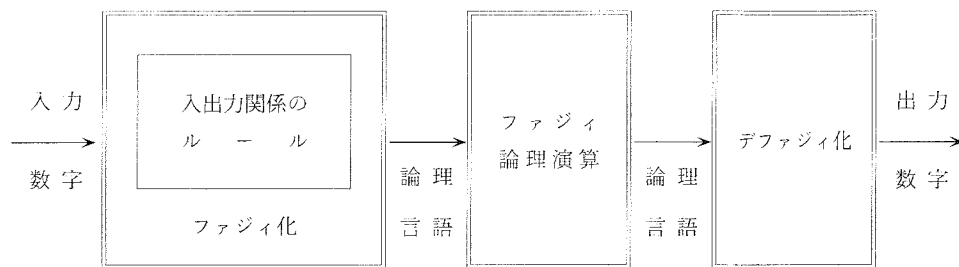 入力
数字
入出力関係の
ルール
ファジィ化
論理
言語
ファジィ
論理演算
論理
言語
デファジィ化
出力
数字